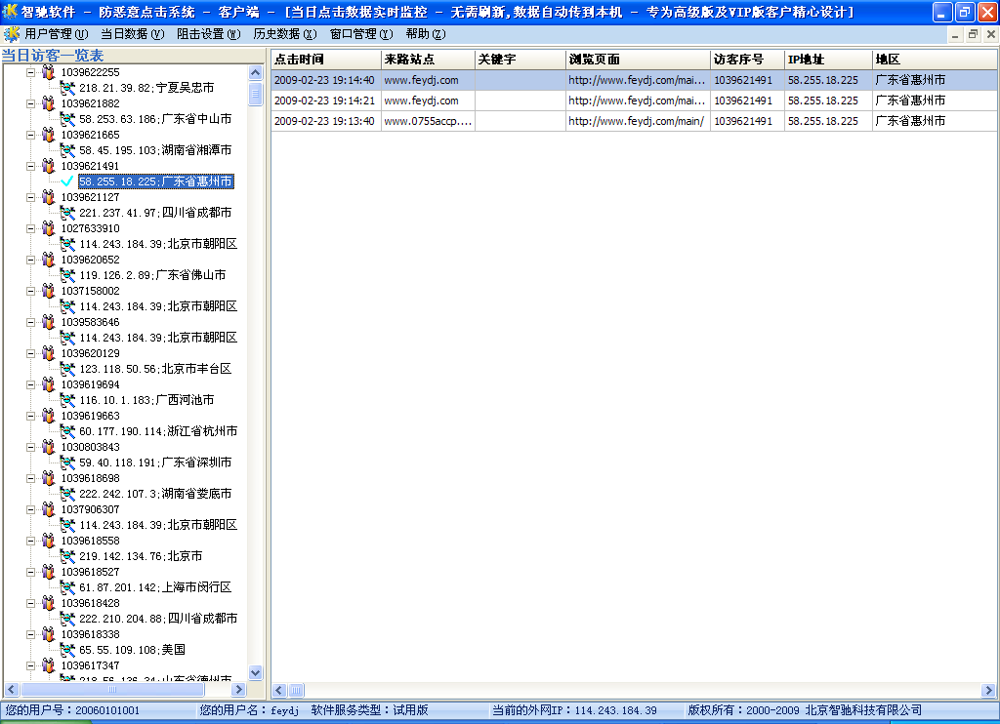 智驰软件 - 防恶意点击系统 - 客户端 - [当日点击数据实时监控 - 无需刷新,数据自动传到本机 - 专为高级版及VIP版客户精心设计]
用户管理(U) 当日数据(V) 阻击设置(W) 历史数据(X) 窗口管理(Y) 帮助(Z)
当日访客一览表
1039622255
218.21.39.82;宁夏吴忠市
1039621882
58.253.63.186;广东省中山市
1039621665
58.45.195.103;湖南省湘潭市
1039621491
58.255.18.225;广东省惠州市
1039621127
221.237.41.97;四川省成都市
1027633910
114.243.184.39;北京市朝阳区
1039620652
119.126.2.89;广东省佛山市
1037158002
114.243.184.39;北京市朝阳区
1039583646
114.243.184.39;北京市朝阳区
1039620129
123.118.50.56;北京市丰台区
1039619694
116.10.1.183;广西河池市
1039619663
60.177.190.114;浙江省杭州市
1030803843
59.40.118.191;广东省深圳市
1039618698
222.242.107.3;湖南省娄底市
1037906307
114.243.184.39;北京市朝阳区
1039618558
219.142.134.76;北京市
1039618527
61.87.201.142;上海市闵行区
1039618428
222.210.204.88;四川省成都市
1039618338
65.55.109.108;美国
1039617347
218.56.136.34;山东省德州市
点击时间 来路站点 关键字 浏览页面 访客序号 IP地址 地区
2009-02-23 19:14:40 www.feydj.com http://www.feydj.com/mai... 1039621491 58.255.18.225 广东省惠州市
2009-02-23 19:14:21 www.feydj.com http://www.feydj.com/mai... 1039621491 58.255.18.225 广东省惠州市
2009-02-23 19:13:40 www.0755accp.... http://www.feydj.com/main/ 1039621491 58.255.18.225 广东省惠州市
您的用户号：20060101001 您的用户名：feydj 软件服务类型：试用版 当前的外网IP：114.243.184.39 版权所有：2000-2009 北京智驰科技有限公司